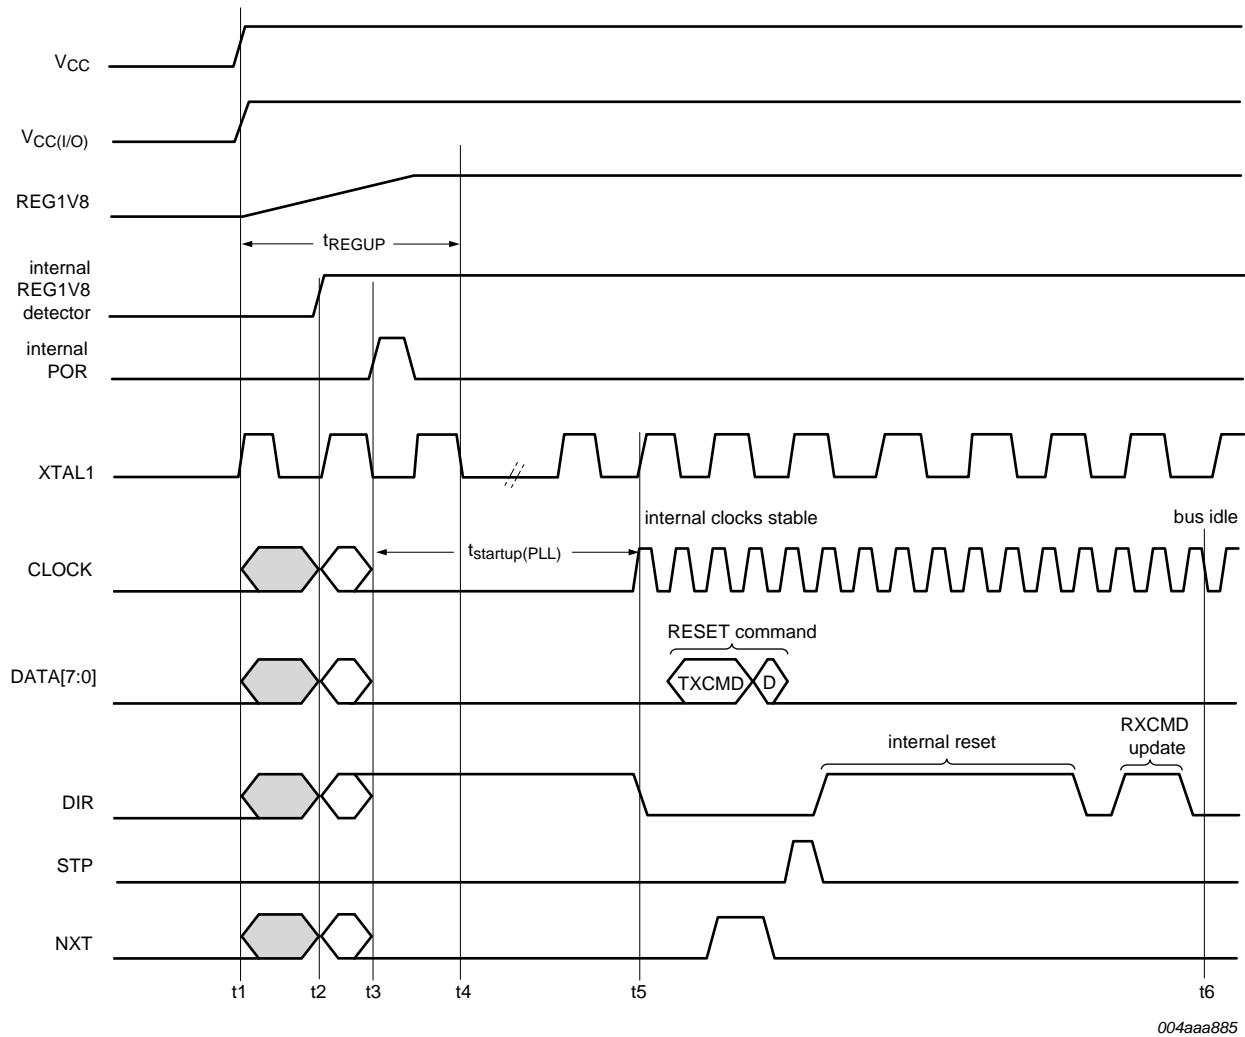 VCC
VCC(I/O)
REG1V8
tREGUP
internal
REG1V8
detector
internal
POR
XTAL1
internal clocks stable
bus idle
CLOCK
tstartup(PLL)
RESET command
DATA[7:0]
TXCMD
D
RXCMD
update
internal reset
DIR
STP
NXT
t1
t2
t3
t4
t5
t6
004aaa885